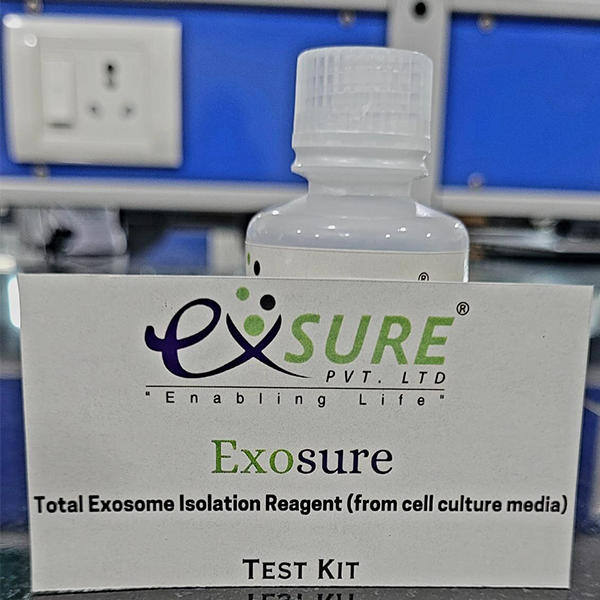 exSURE®
PVT. LTD
"Enabling Life"
Exosure
Total Exosome Isolation Reagent (from cell culture media)
TEST KIT
®